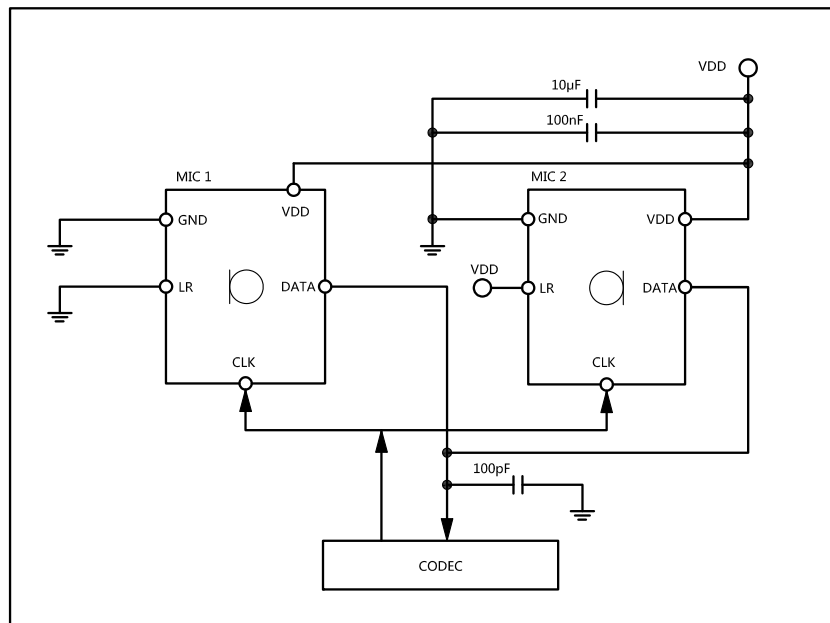 VDD
10µF
100nF
MIC 1
MIC 2
VDD
GND
GND
VDD
VDD
LR
DATA
LR
DATA
CLK
CLK
100pF
CODEC